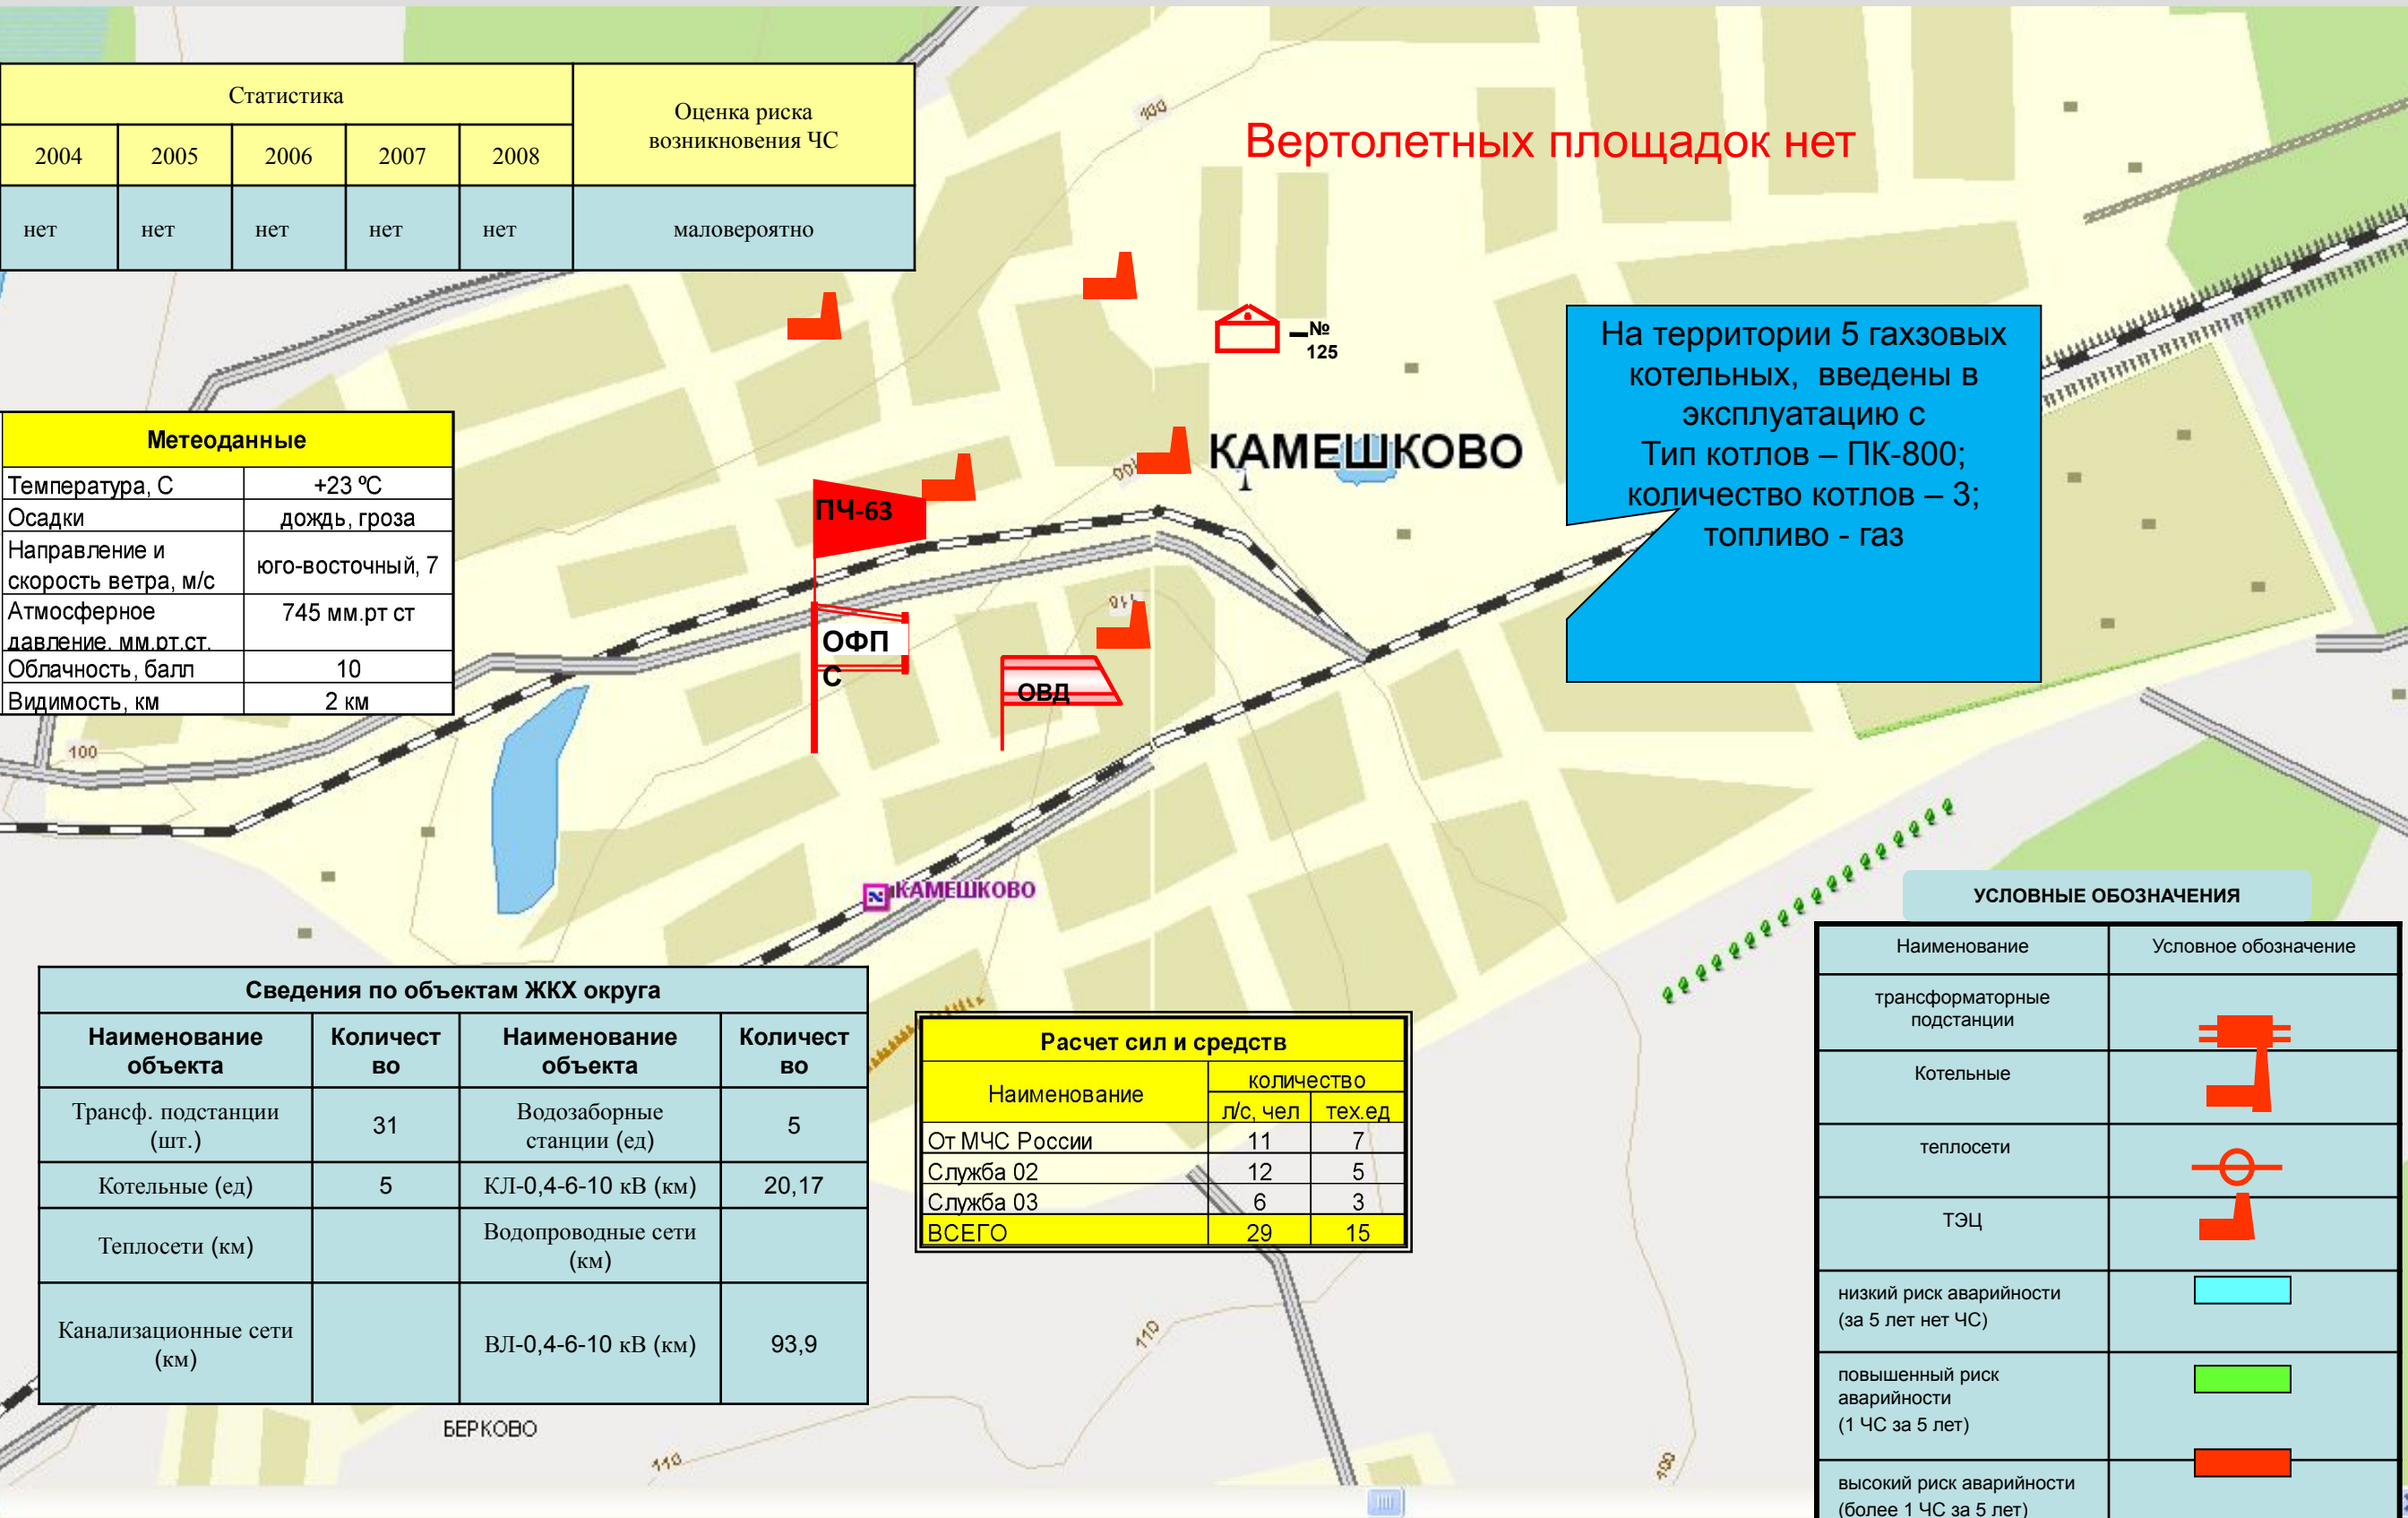 Статистика
Оценка риска
возникновения ЧС
2004 2005 2006 2007 2008
нет нет нет нет нет маловероятно
Вертолетных площадок нет
100
№
125
На территории 5 гахзовых
котельных, введены в
эксплуатацию с
Тип котлов – ПК-800;
количество котлов – 3;
топливо - газ
Метеоданные
Температура, С +23 ºС
Осадки дождь, гроза
Направление и
скорость ветра, м/с
юго-восточный, 7
Атмосферное
давление, мм.рт.ст.
745 мм.рт ст
Облачность, балл 10
Видимость, км 2 км
КАМЕШКОВО
100
ПЧ-63
110
ОФП
С
ОВД
100
КАМЕШКОВО
УСЛОВНЫЕ ОБОЗНАЧЕНИЯ
Наименование Условное обозначение
трансформаторные
подстанции
Котельные
теплосети
ТЭЦ
низкий риск аварийности
(за 5 лет нет ЧС)
повышенный риск
аварийности
(1 ЧС за 5 лет)
высокий риск аварийности
(более 1 ЧС за 5 лет)
Сведения по объектам ЖКХ округа
Наименование
объекта
Количест
во
Наименование
объекта
Количест
во
Трансф. подстанции
(шт.)
31
Водозаборные
станции (ед)
5
Котельные (ед) 5 КЛ-0,4-6-10 кВ (км) 20,17
Теплосети (км)
Водопроводные сети
(км)
Канализационные сети
(км)
ВЛ-0,4-6-10 кВ (км) 93,9
Расчет сил и средств
Наименование
количество
л/с, чел тех.ед
От МЧС России 11 7
Служба 02 12 5
Служба 03 6 3
ВСЕГО 29 15
110
БЕРКОВО
110
100